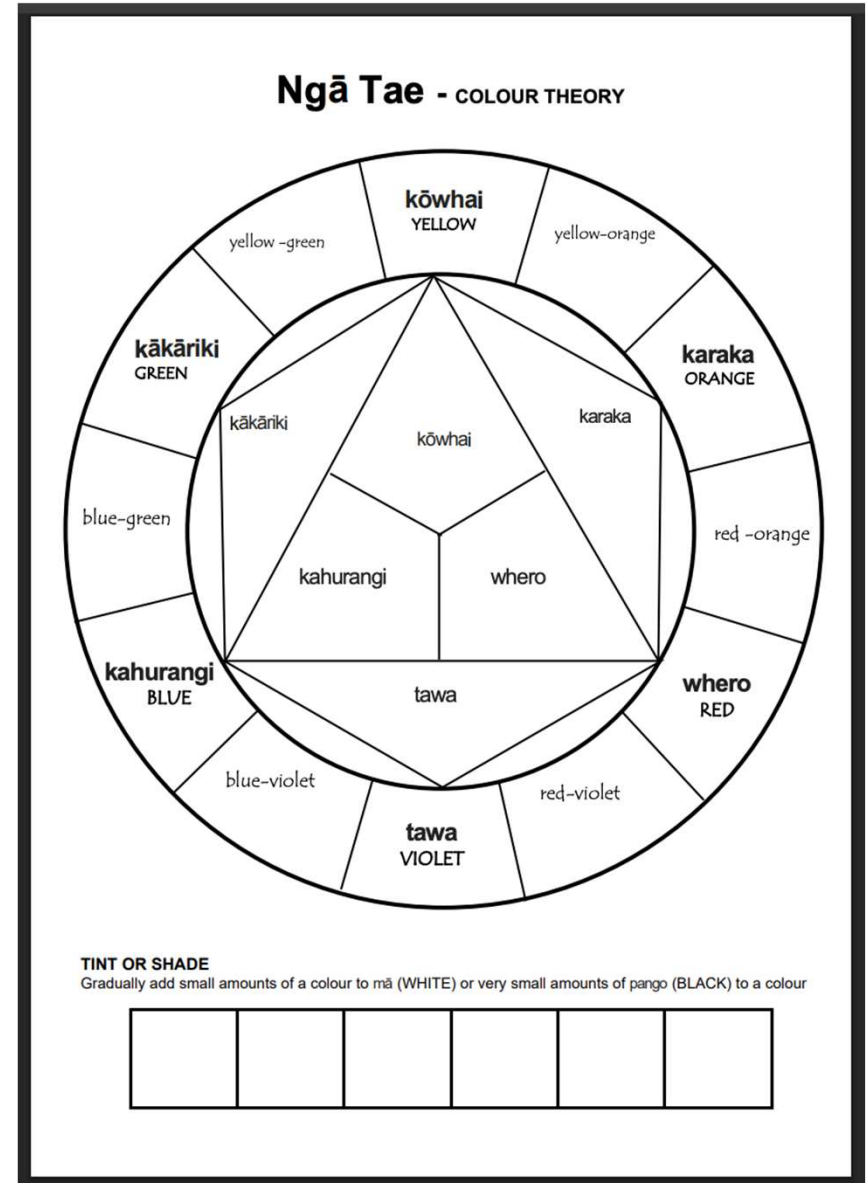 Ngā Tae - COLOUR THEORY
kōwhai
YELLOW
yellow -green
yellow-orange
kākāriki
GREEN
karaka
ORANGE
kākāriki
karaka
kōwhai
blue-green
red -orange
kahurangi
whero
kahurangi
BLUE
whero
RED
tawa
blue-violet
red-violet
tawa
VIOLET
TINT OR SHADE
Gradually add small amounts of a colour to mā (WHITE) or very small amounts of pango (BLACK) to a colour